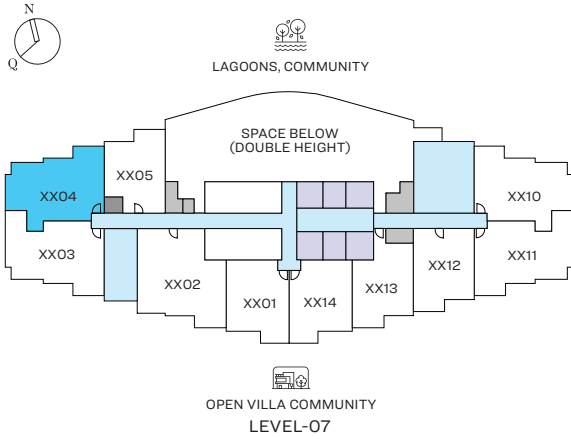 N
Q
LAGOONS, COMMUNITY
SPACE BELOW
(DOUBLE HEIGHT)
XX05
XX04
XX10
XX03
XX02
XX01
XX14
XX13
XX12
XX11
OPEN VILLA COMMUNITY
LEVEL-07